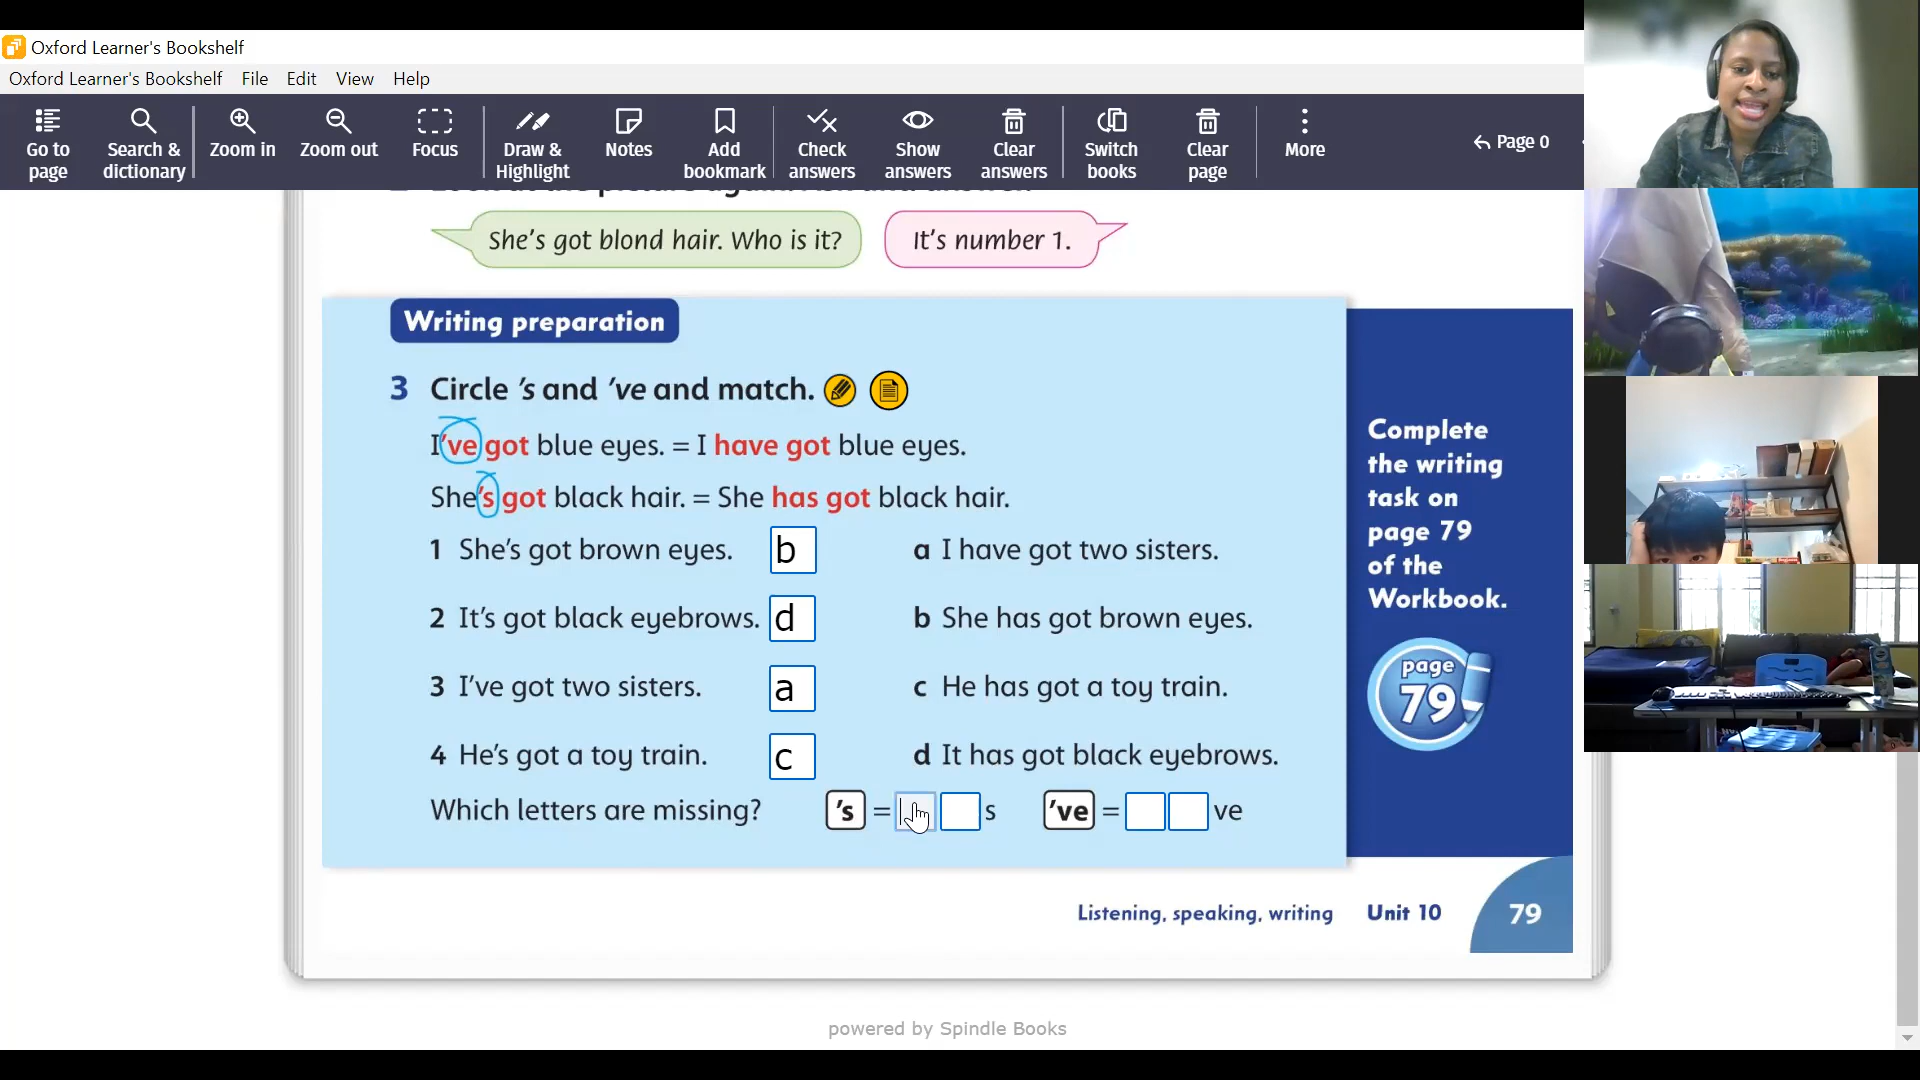 Oxford Learner's Bookshelf
Oxford Learner's Bookshelf File Edit View Help
Go to page
Search & dictionary
Zoom in
Zoom out
Focus
Draw & Highlight
Notes
Add bookmark
Check answers
Show answers
Clear answers
Switch books
Clear page
More
Page 0
She's got blond hair. Who is it?
It's number 1.
Writing preparation
3 Circle 's and 've and match.
I've got blue eyes. = I have got blue eyes.
She's got black hair. = She has got black hair.
1 She's got brown eyes. b
a I have got two sisters.
2 It's got black eyebrows. d
b She has got brown eyes.
3 I've got two sisters. a
c He has got a toy train.
4 He's got a toy train. c
d It has got black eyebrows.
Which letters are missing? 's = s 've = ve
Complete
the writing
task on
page 79
of the
Workbook.
page
79
Listening, speaking, writing Unit 10 79
powered by Spindle Books